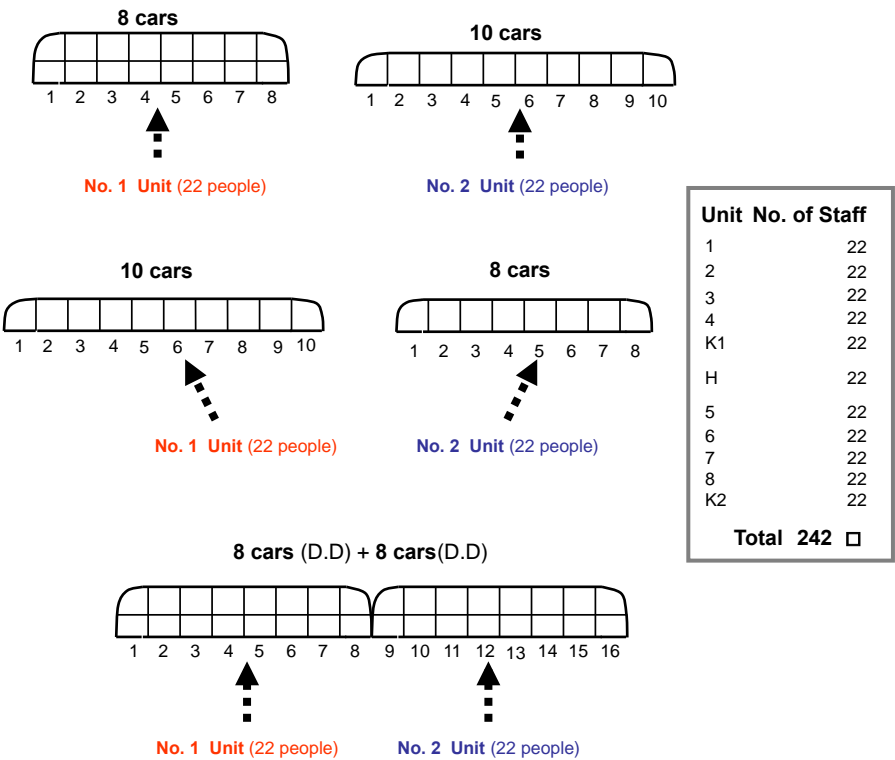 8 cars
1 2 3 4 5 6 7 8
No. 1 Unit (22 people)
10 cars
1 2 3 4 5 6 7 8 9 10
No. 2 Unit (22 people)
10 cars
1 2 3 4 5 6 7 8 9 10
No. 1 Unit (22 people)
8 cars
1 2 3 4 5 6 7 8
No. 2 Unit (22 people)
8 cars (D.D) + 8 cars(D.D)
1 2 3 4 5 6 7 8 9 10 11 12 13 14 15 16
No. 1 Unit (22 people)
No. 2 Unit (22 people)
Unit No. of Staff
1 22
2 22
3 22
4 22
K1 22
H 22
5 22
6 22
7 22
8 22
K2 22
Total 242 □